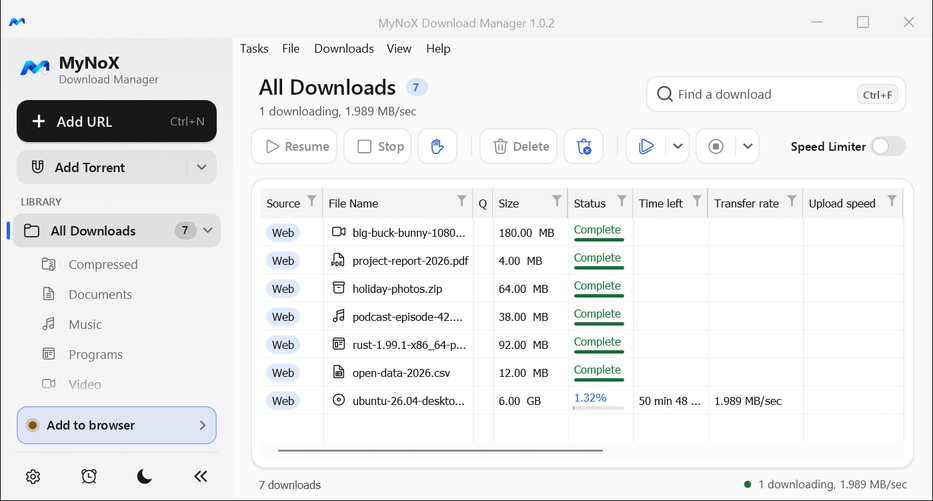 MyNoX Download Manager 1.0.2
MyNoX
Download Manager
Add URL Ctrl+N
Add Torrent
LIBRARY
All Downloads 7
Compressed
Documents
Music
Programs
Video
Add to browser
Tasks File Downloads View Help
All Downloads 7
1 downloading, 1.989 MB/sec
Find a download Ctrl+F
Resume Stop Delete Speed Limiter
Source File Name Q Size Status Time left Transfer rate Upload speed
Web big-buck-bunny-1080... 180.00 MB Complete
Web PDF project-report-2026.pdf 4.00 MB Complete
Web holiday-photos.zip 64.00 MB Complete
Web podcast-episode-42.... 38.00 MB Complete
Web rust-1.99.1-x86_64-p... 92.00 MB Complete
Web open-data-2026.csv 12.00 MB Complete
Web ubuntu-26.04-deskto... 6.00 GB 1.32% 50 min 48 ... 1.989 MB/sec
7 downloads
1 downloading, 1.989 MB/sec